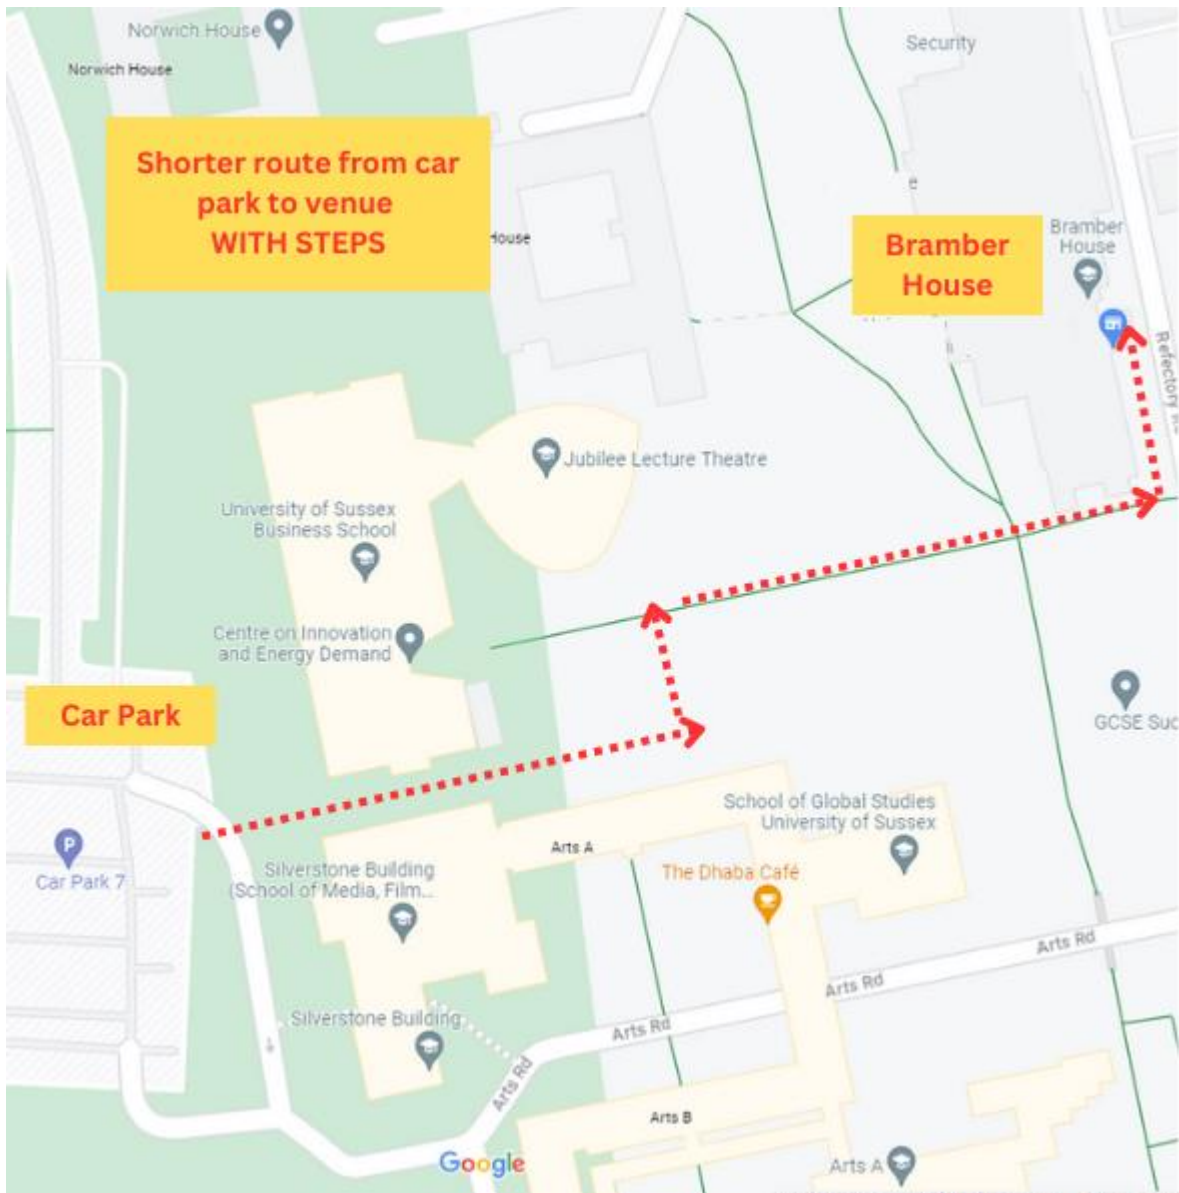 Norwich House
Norwich House
Security
Shorter route from car
park to venue
WITH STEPS
House
e
Bramber
House
Bramber
House
Jubilee Lecture Theatre
University of Sussex
Business School
Centre on Innovation
and Energy Demand
Car Park
GCSE Suc
P
Car Park 7
School of Global Studies
University of Sussex
Arts A
Silverstone Building
(School of Media, Film...
The Dhaba Café
Arts Rd
Arts Rd
Arts Rd
Silverstone Building
Arts Rd
Arts B
Google
Arts A